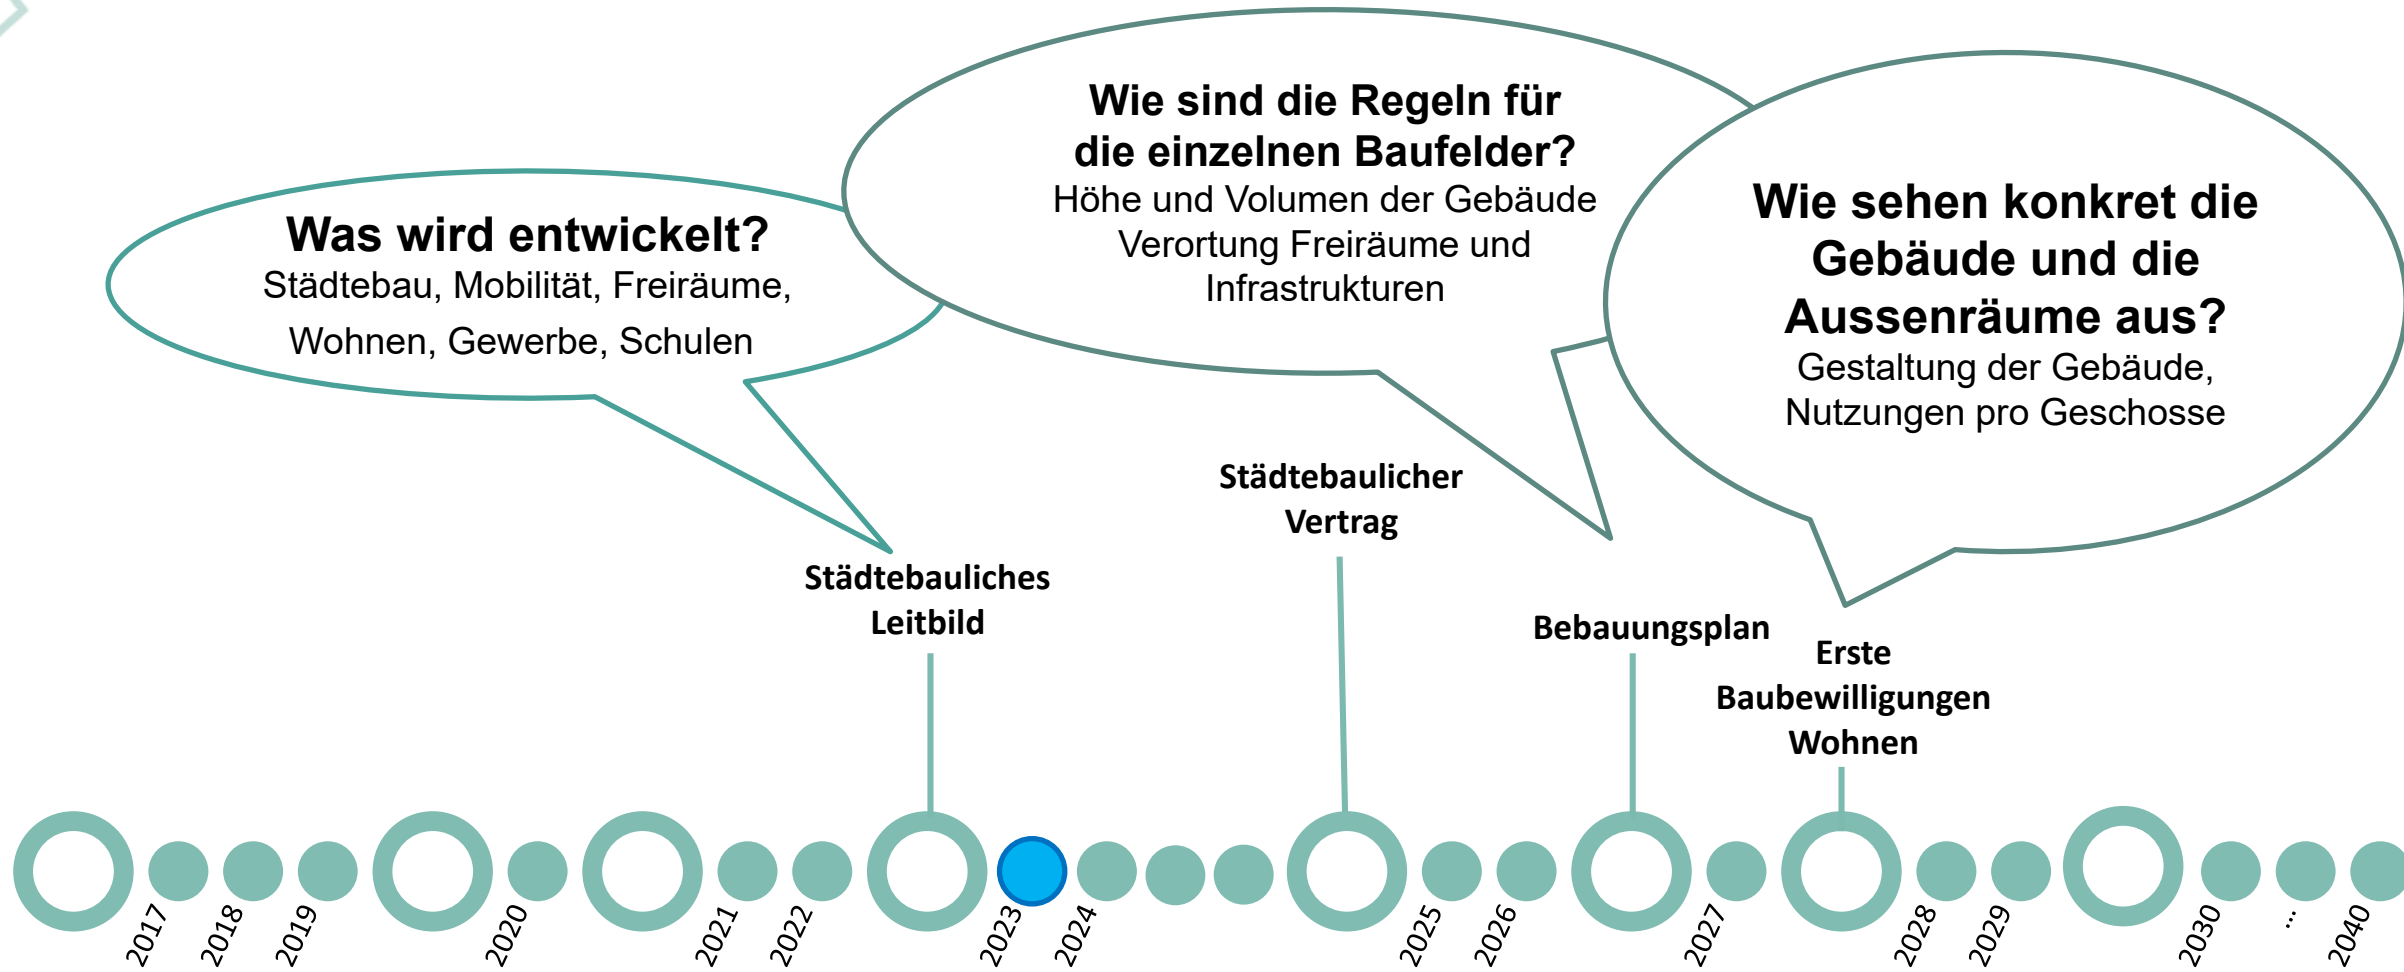 Was wird entwickelt?
Städtebau, Mobilität, Freiräume,
Wohnen, Gewerbe, Schulen
Wie sind die Regeln für
die einzelnen Baufelder?
Höhe und Volumen der Gebäude
Verortung Freiräume und
Infrastrukturen
Wie sehen konkret die
Gebäude und die
Aussenräume aus?
Gestaltung der Gebäude,
Nutzungen pro Geschosse
Städtebauliches
Leitbild
Städtebaulicher
Vertrag
Bebauungsplan
Erste
Baubewilligungen
Wohnen
2017
2018
2019
2020
2021
2022
2023
2024
2025
2026
2027
2028
2029
2030
...
2040